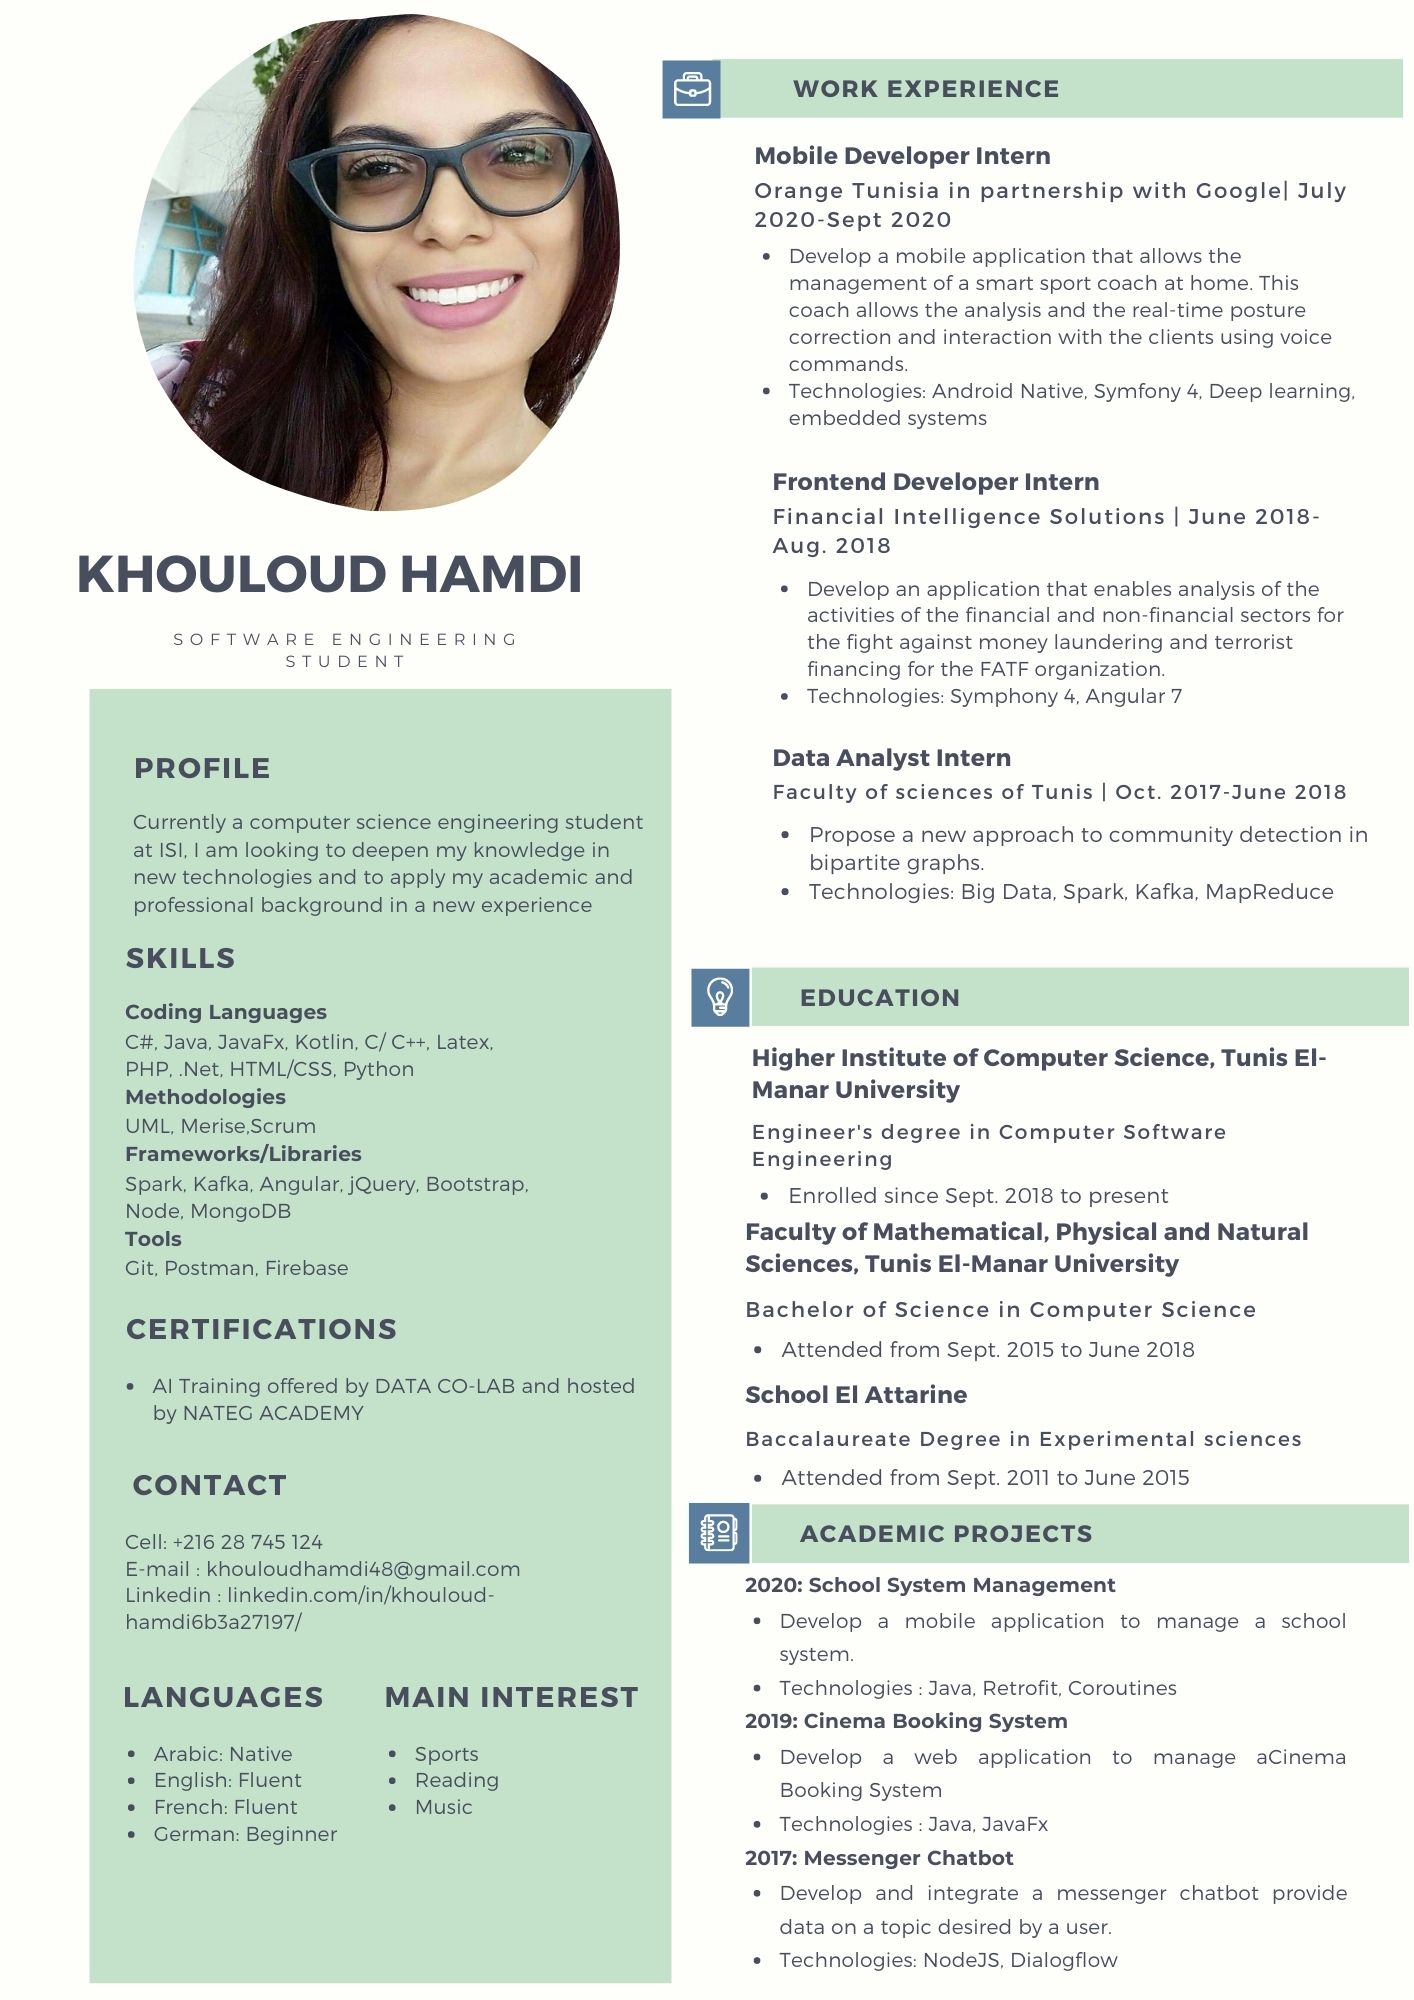 KHOULOUD HAMDI
SOFTWARE ENGINEERING
STUDENT
PROFILE
Currently a computer science engineering student
at ISI, I am looking to deepen my knowledge in
new technologies and to apply my academic and
professional background in a new experience
SKILLS
Coding Languages
C#, Java, JavaFx, Kotlin, C/ C++, Latex,
PHP, .Net, HTML/CSS, Python
Methodologies
UML, Merise,Scrum
Frameworks/Libraries
Spark, Kafka, Angular, jQuery, Bootstrap,
Node, MongoDB
Tools
Git, Postman, Firebase
CERTIFICATIONS
• AI Training offered by DATA CO-LAB and hosted
by NATEG ACADEMY
CONTACT
Cell: +216 28 745 124
E-mail : khouloudhamdi48@gmail.com
Linkedin : linkedin.com/in/khouloud-
hamdi6b3a27197/
LANGUAGES
• Arabic: Native
• English: Fluent
• French: Fluent
• German: Beginner
MAIN INTEREST
• Sports
• Reading
• Music
WORK EXPERIENCE
Mobile Developer Intern
Orange Tunisia in partnership with Google| July
2020-Sept 2020
• Develop a mobile application that allows the
management of a smart sport coach at home. This
coach allows the analysis and the real-time posture
correction and interaction with the clients using voice
commands.
• Technologies: Android Native, Symfony 4, Deep learning,
embedded systems
Frontend Developer Intern
Financial Intelligence Solutions | June 2018-
Aug. 2018
• Develop an application that enables analysis of the
activities of the financial and non-financial sectors for
the fight against money laundering and terrorist
financing for the FATF organization.
• Technologies: Symphony 4, Angular 7
Data Analyst Intern
Faculty of sciences of Tunis | Oct. 2017-June 2018
• Propose a new approach to community detection in
bipartite graphs.
• Technologies: Big Data, Spark, Kafka, MapReduce
EDUCATION
Higher Institute of Computer Science, Tunis El-
Manar University
Engineer's degree in Computer Software
Engineering
• Enrolled since Sept. 2018 to present
Faculty of Mathematical, Physical and Natural
Sciences, Tunis El-Manar University
Bachelor of Science in Computer Science
• Attended from Sept. 2015 to June 2018
School El Attarine
Baccalaureate Degree in Experimental sciences
• Attended from Sept. 2011 to June 2015
ACADEMIC PROJECTS
2020: School System Management
• Develop a mobile application to manage a school
system.
• Technologies : Java, Retrofit, Coroutines
2019: Cinema Booking System
• Develop a web application to manage aCinema
Booking System
• Technologies : Java, JavaFx
2017: Messenger Chatbot
• Develop and integrate a messenger chatbot provide
data on a topic desired by a user.
• Technologies: NodeJS, Dialogflow